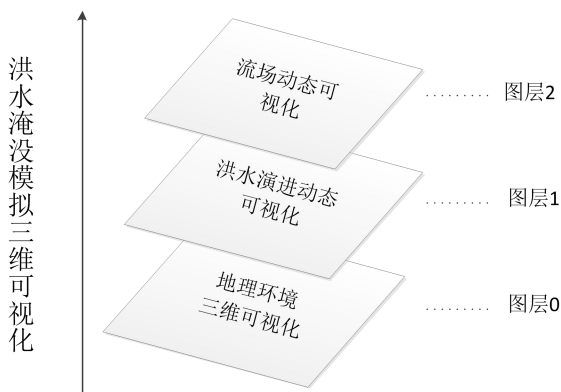 洪水淹没模拟三维可视化
流场动态可
视化
图层2
洪水演进动态
可视化
图层1
地理环境
三维可视化
图层0